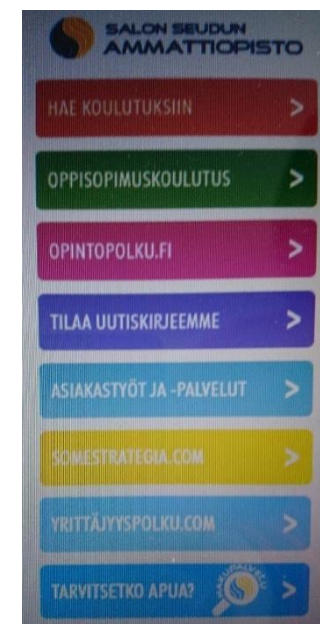 SALON SEUDUN
AMMATTIOPISTO
HAE KOULUTUKSIIN >
OPPISOPIMUSKOULUTUS >
OPINTOPOLKU.FI >
TILAA UUTISKIRJEEMME >
ASIAKASTYÖT JA -PALVELUT >
SOMESTRATEGIA.COM >
YRITTÄJYYSPOLKU.COM >
TARVITSETKO APUA? >
HAKUPALVELU